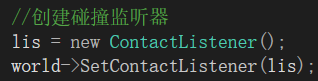 //创建碰撞监听器
lis = new ContactListener();
world->SetContactListener(lis);